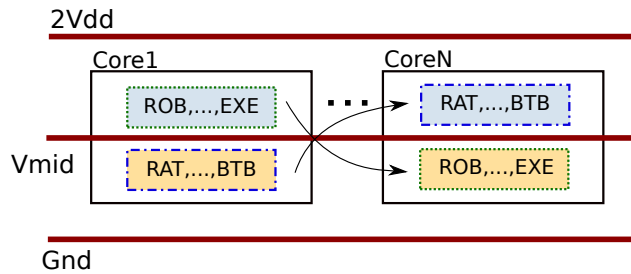 2Vdd
Core1
CoreN
ROB,...,EXE
...
RAT,...,BTB
Vmid
RAT,...,BTB
ROB,...,EXE
Gnd